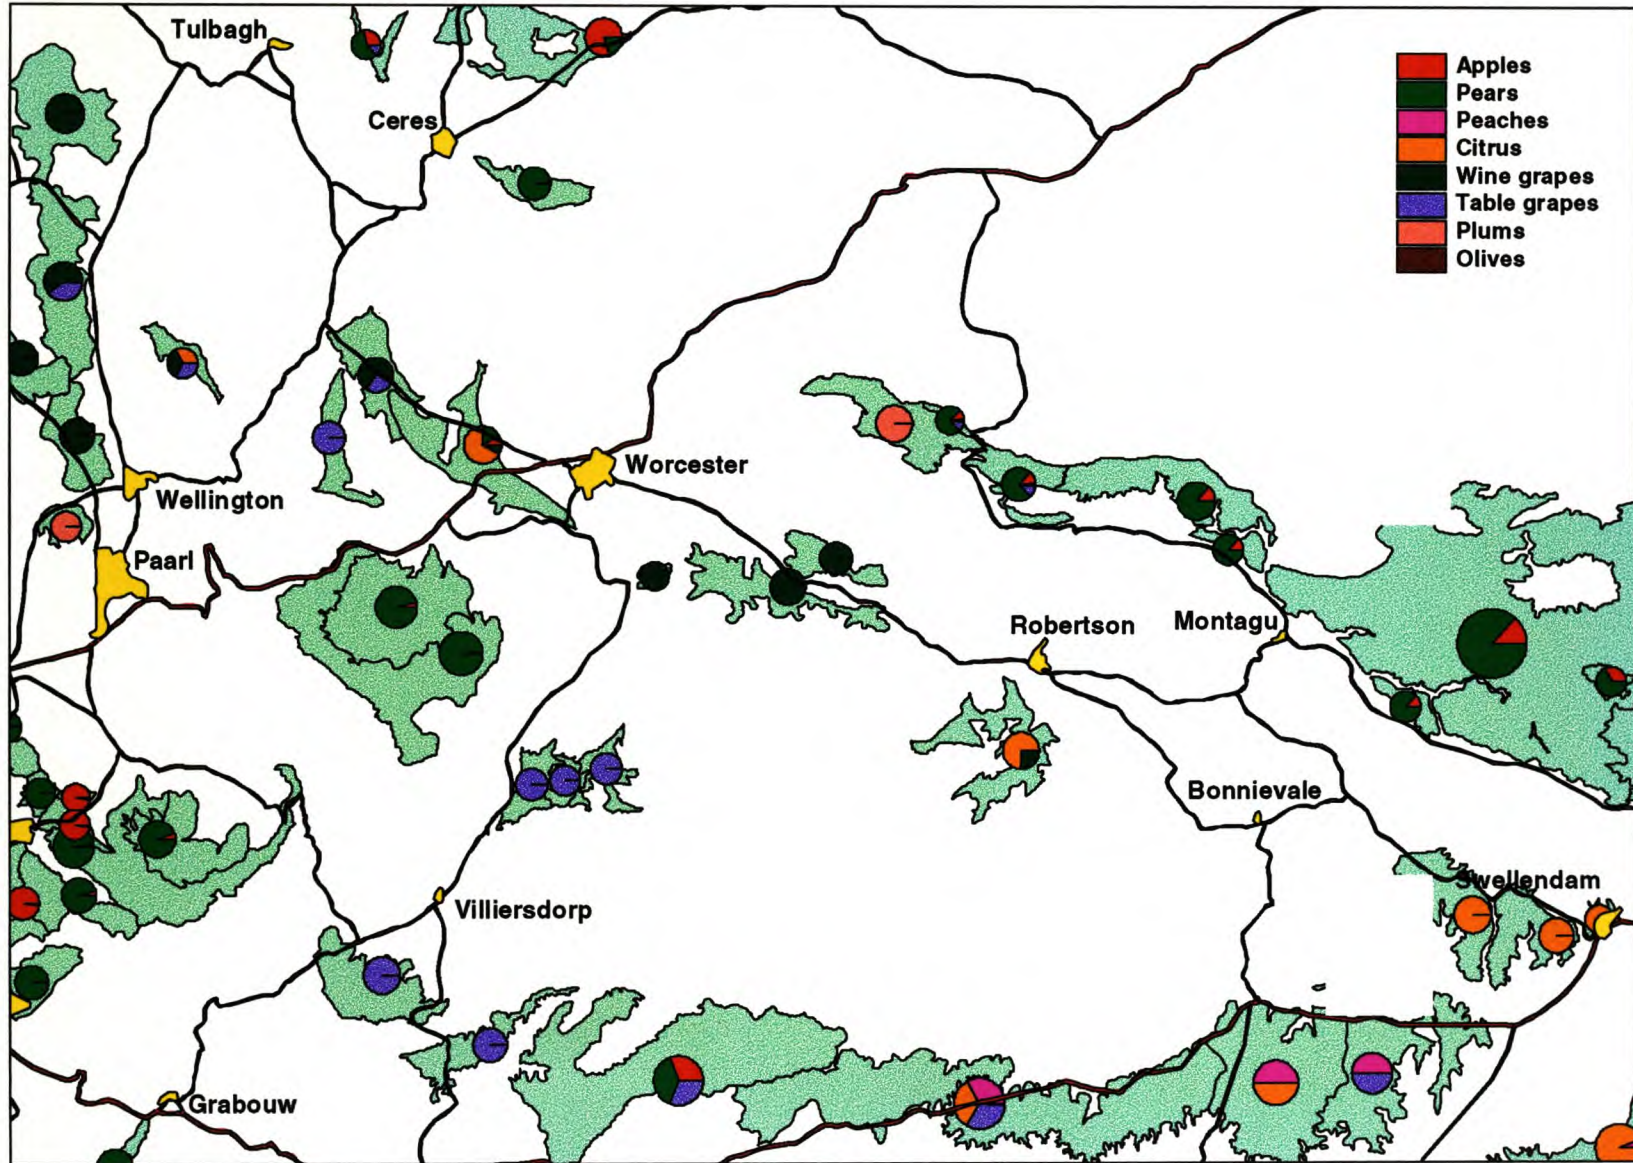 Tulbagh
Ceres
Apples
Pears
Peaches
Citrus
Wine grapes
Table grapes
Plums
Olives
Worcester
Wellington
Paarl
Robertson
Montagu
Bonnievale
Swellendam
Villiersdorp
Grabouw